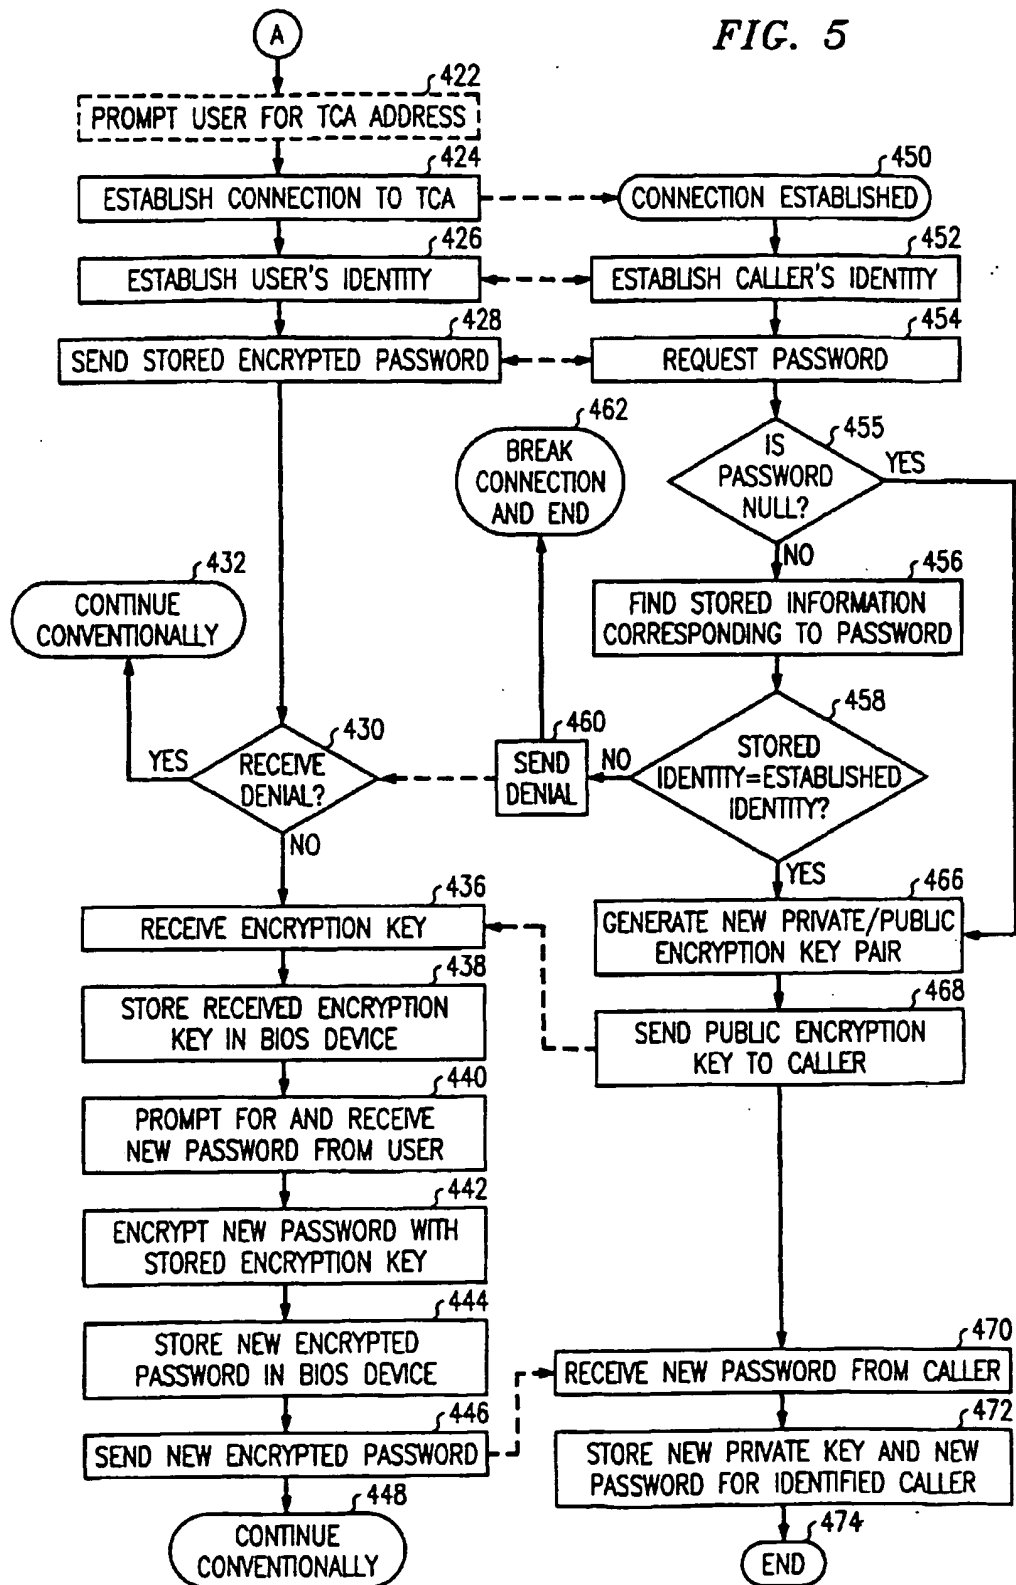 FIG. 5
A
422
PROMPT USER FOR TCA ADDRESS
424
ESTABLISH CONNECTION TO TCA
450
CONNECTION ESTABLISHED
426
ESTABLISH USER'S IDENTITY
452
ESTABLISH CALLER'S IDENTITY
428
SEND STORED ENCRYPTED PASSWORD
454
REQUEST PASSWORD
462
BREAK
CONNECTION
AND END
455
IS
PASSWORD
NULL?
YES
NO
432
CONTINUE
CONVENTIONALLY
456
FIND STORED INFORMATION
CORRESPONDING TO PASSWORD
430
RECEIVE
DENIAL?
YES
NO
460
SEND
DENIAL
NO
458
STORED
IDENTITY=ESTABLISHED
IDENTITY?
YES
436
RECEIVE ENCRYPTION KEY
466
GENERATE NEW PRIVATE/PUBLIC
ENCRYPTION KEY PAIR
438
STORE RECEIVED ENCRYPTION
KEY IN BIOS DEVICE
468
SEND PUBLIC ENCRYPTION
KEY TO CALLER
440
PROMPT FOR AND RECEIVE
NEW PASSWORD FROM USER
442
ENCRYPT NEW PASSWORD WITH
STORED ENCRYPTION KEY
444
STORE NEW ENCRYPTED
PASSWORD IN BIOS DEVICE
470
RECEIVE NEW PASSWORD FROM CALLER
446
SEND NEW ENCRYPTED PASSWORD
472
STORE NEW PRIVATE KEY AND NEW
PASSWORD FOR IDENTIFIED CALLER
448
CONTINUE
CONVENTIONALLY
474
END